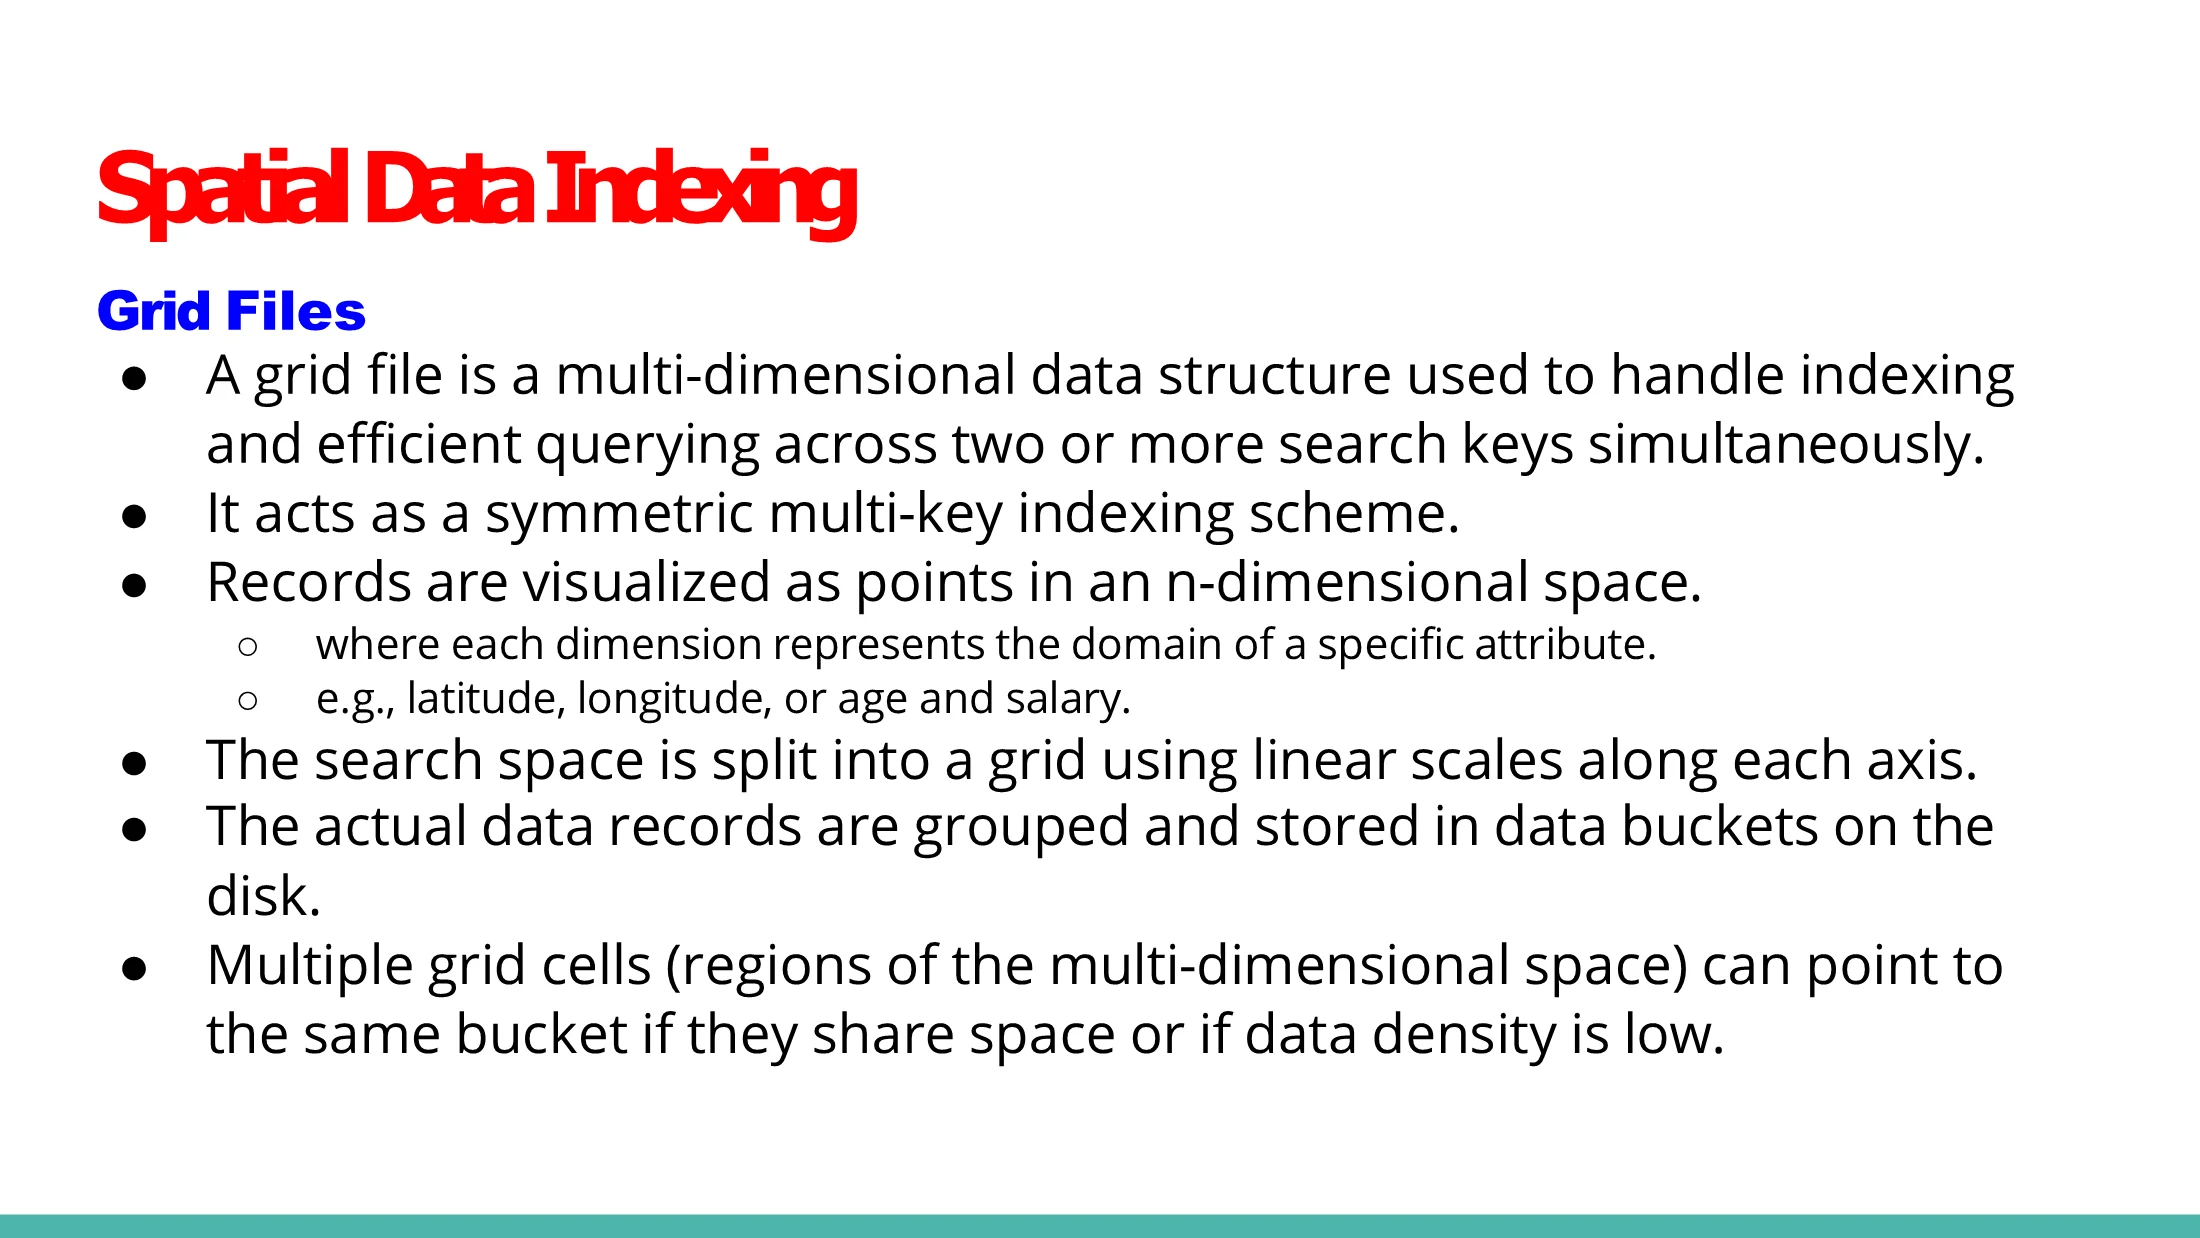 Spatial Data Indexing
Grid Files
● A grid file is a multi-dimensional data structure used to handle indexing
and efficient querying across two or more search keys simultaneously.
● It acts as a symmetric multi-key indexing scheme.
● Records are visualized as points in an n-dimensional space.
○ where each dimension represents the domain of a specific attribute.
○ e.g., latitude, longitude, or age and salary.
● The search space is split into a grid using linear scales along each axis.
● The actual data records are grouped and stored in data buckets on the
disk.
● Multiple grid cells (regions of the multi-dimensional space) can point to
the same bucket if they share space or if data density is low.